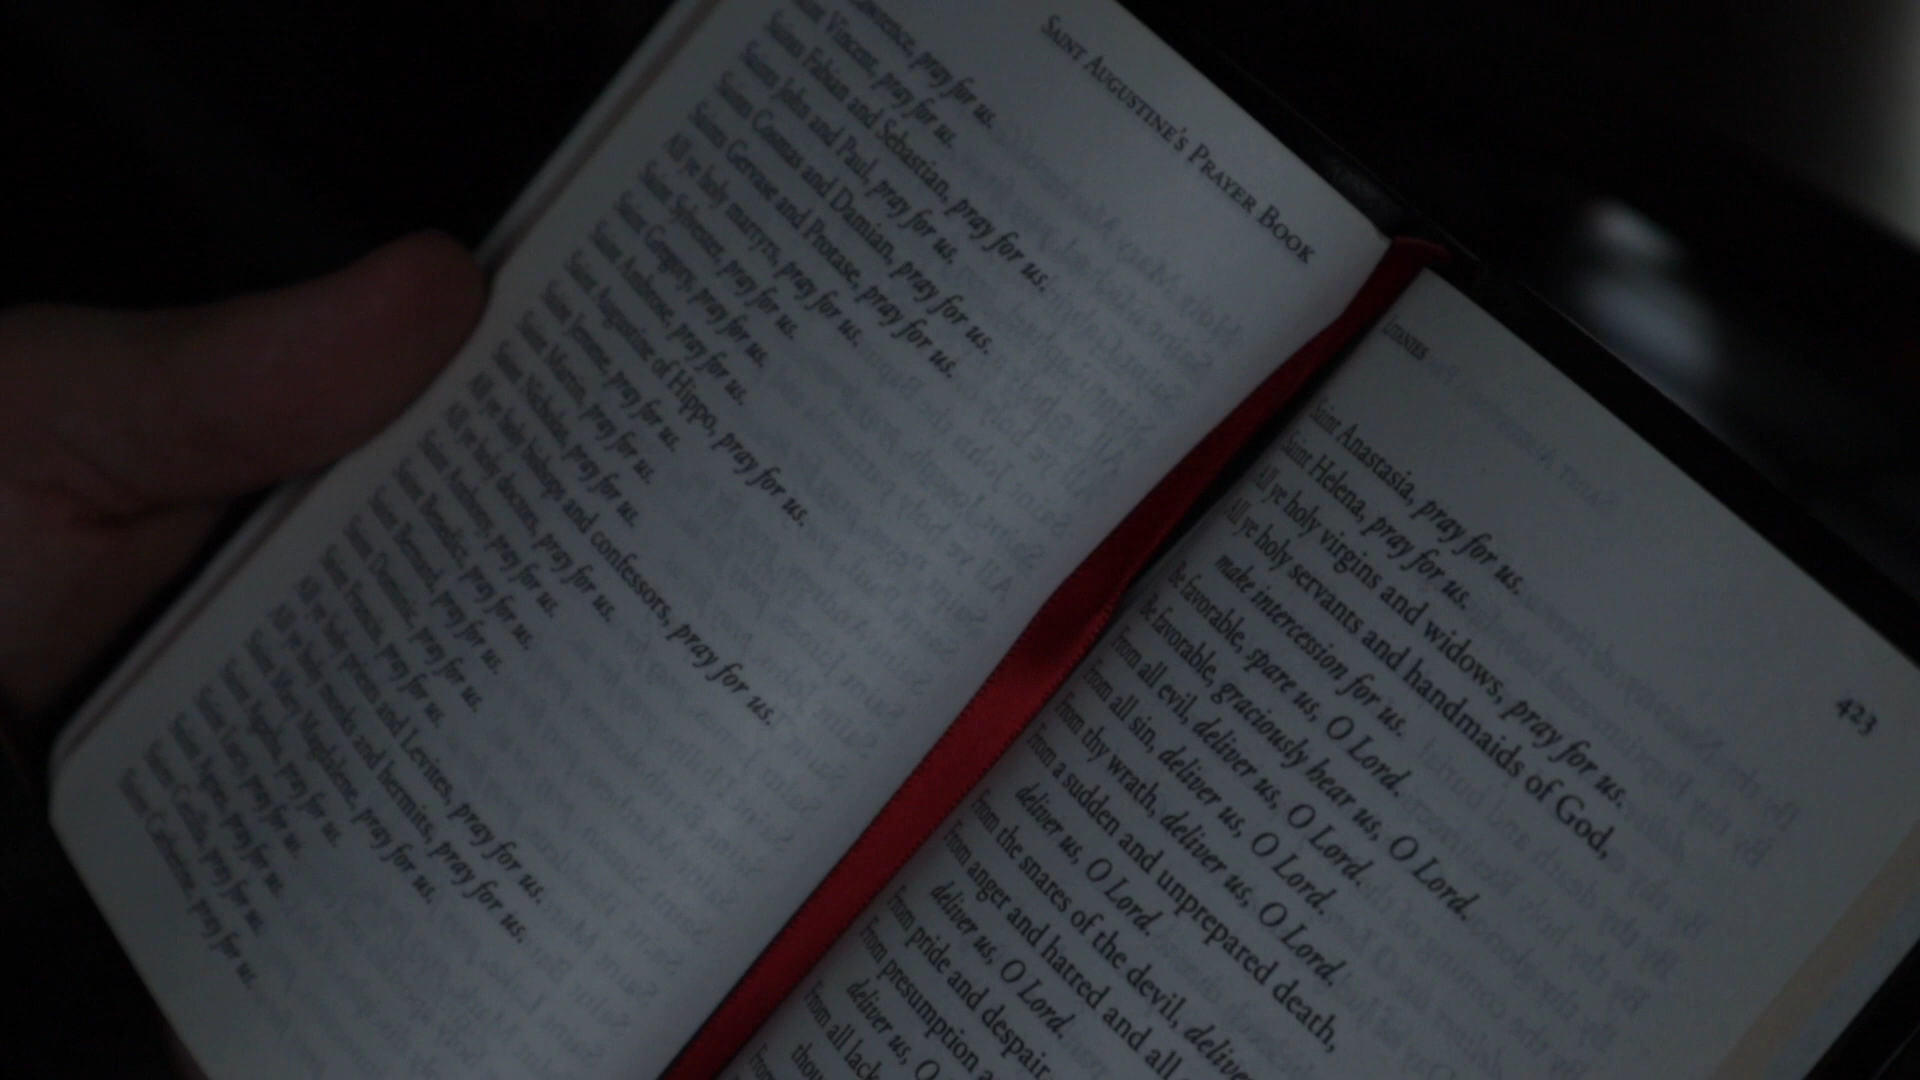 SAINT AUGUSTINE'S PRAYER BOOK
pray for us.
Saint Vincent, pray for us.
Saints Fabian and Sebastian, pray for us.
Saints John and Paul, pray for us.
Saints Cosmas and Damian, pray for us.
Saints Gervase and Protase, pray for us.
All ye holy martyrs, pray for us.
Saint Sylvester, pray for us.
Saint Gregory, pray for us.
Saint Ambrose, pray for us.
Saint Augustine of Hippo, pray for us.
Saint Jerome, pray for us.
Saint Martin, pray for us.
Saint Nicholas, pray for us.
All ye holy bishops and confessors, pray for us.
All ye holy doctors, pray for us.
Saint Anthony, pray for us.
Saint Benedict, pray for us.
Saint Bernard, pray for us.
Saint Dominic, pray for us.
Saint Francis, pray for us.
All ye holy priests and Levites, pray for us.
All ye holy monks and hermits, pray for us.
Saint Mary Magdalene, pray for us.
Saint Agatha, pray for us.
Saint Lucy, pray for us.
Saint Agnes, pray for us.
Saint Cecilia, pray for us.
Saint Catherine, pray for us.
LITANIES 423
Saint Anastasia, pray for us.
Saint Helena, pray for us.
All ye holy virgins and widows, pray for us.
All ye holy servants and handmaids of God,
make intercession for us.
Be favorable, spare us, O Lord.
Be favorable, graciously hear us, O Lord.
From all evil, deliver us, O Lord.
From all sin, deliver us, O Lord.
From thy wrath, deliver us, O Lord.
From a sudden and unprepared death,
deliver us, O Lord.
From the snares of the devil, deliver
From anger and hatred and all
deliver us, O Lord.
From pride and despair
From presumption
deliver us, O
From all lack
From